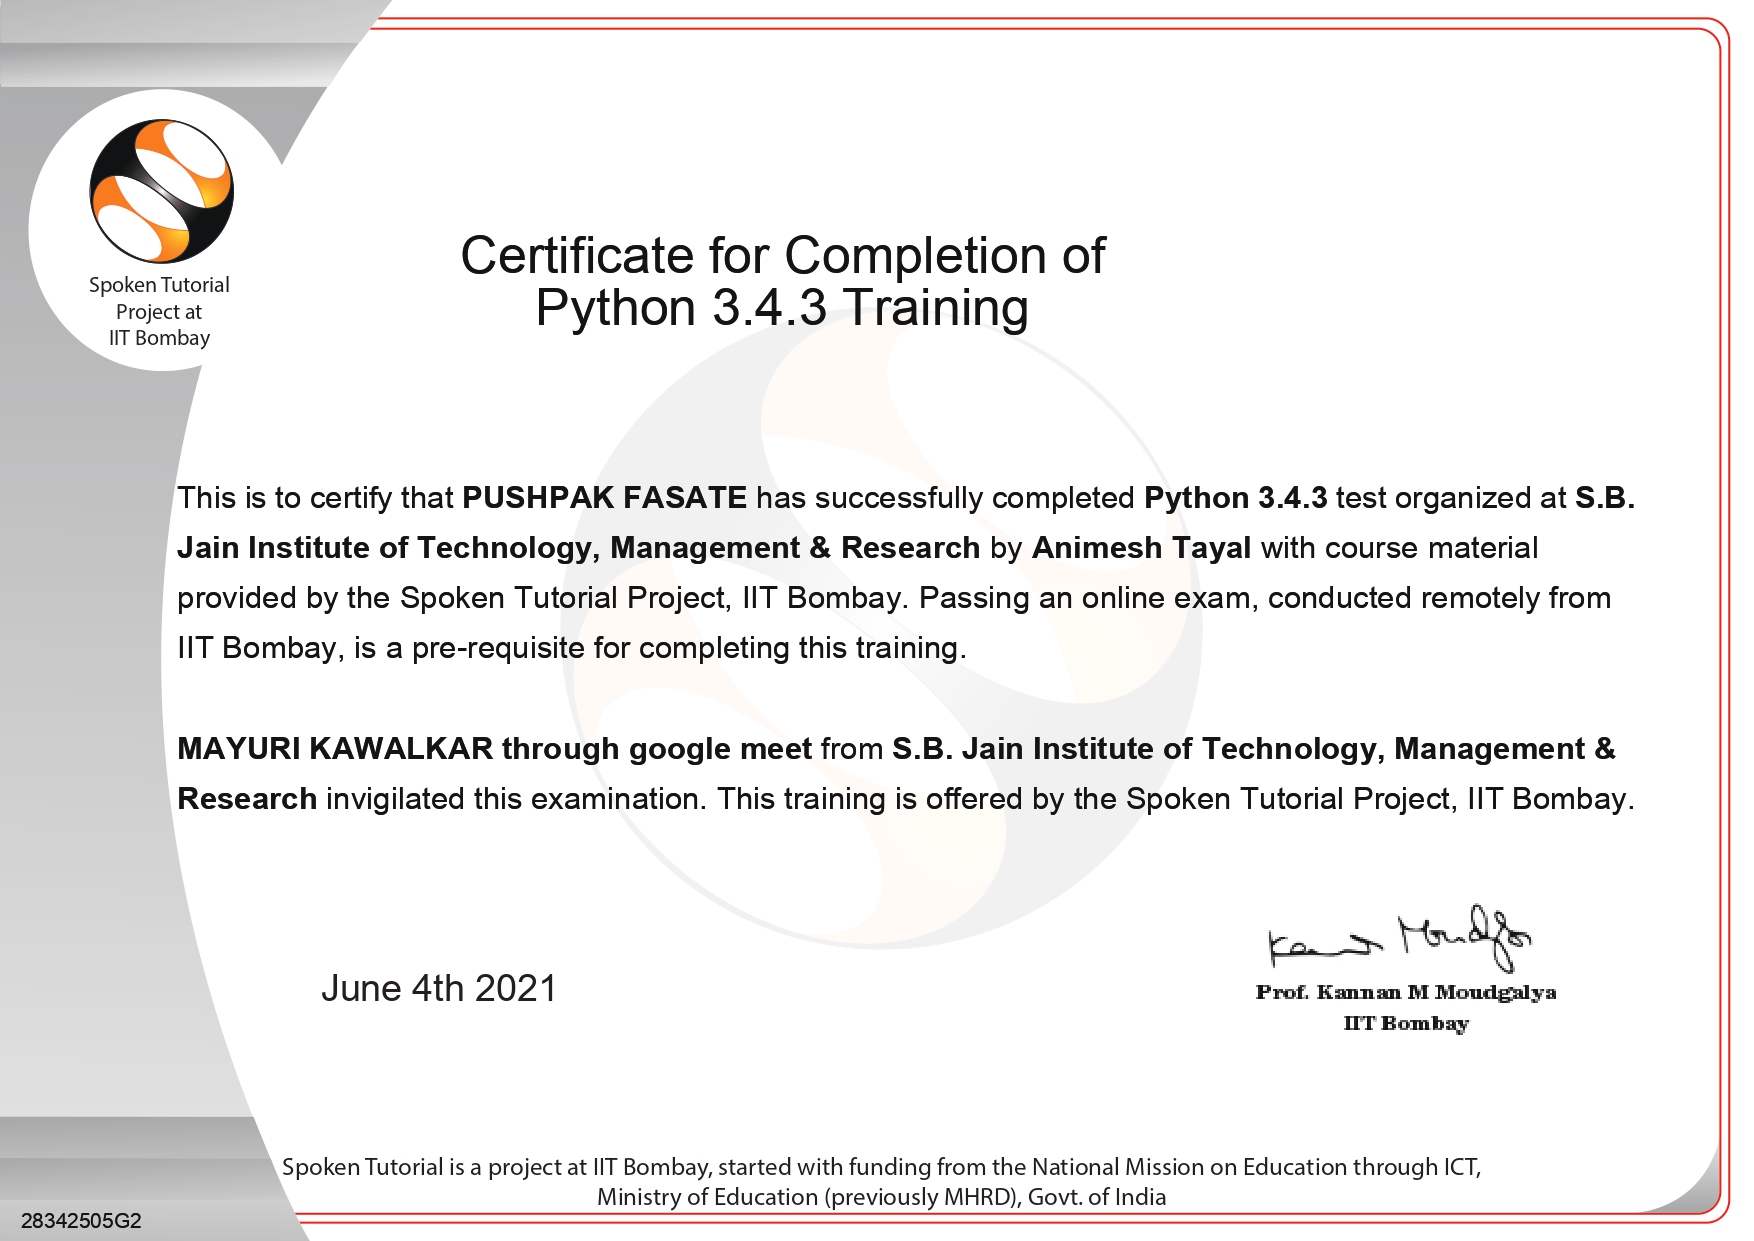 Spoken Tutorial
Project at
IIT Bombay
Certificate for Completion of
Python 3.4.3 Training
This is to certify that PUSHPAK FASATE has successfully completed Python 3.4.3 test organized at S.B.
Jain Institute of Technology, Management & Research by Animesh Tayal with course material
provided by the Spoken Tutorial Project, IIT Bombay. Passing an online exam, conducted remotely from
IIT Bombay, is a pre-requisite for completing this training.
MAYURI KAWALKAR through google meet from S.B. Jain Institute of Technology, Management &
Research invigilated this examination. This training is offered by the Spoken Tutorial Project, IIT Bombay.
June 4th 2021
Prof. Kannan M Moudgalya
IIT Bombay
Spoken Tutorial is a project at IIT Bombay, started with funding from the National Mission on Education through ICT,
Ministry of Education (previously MHRD), Govt. of India
28342505G2